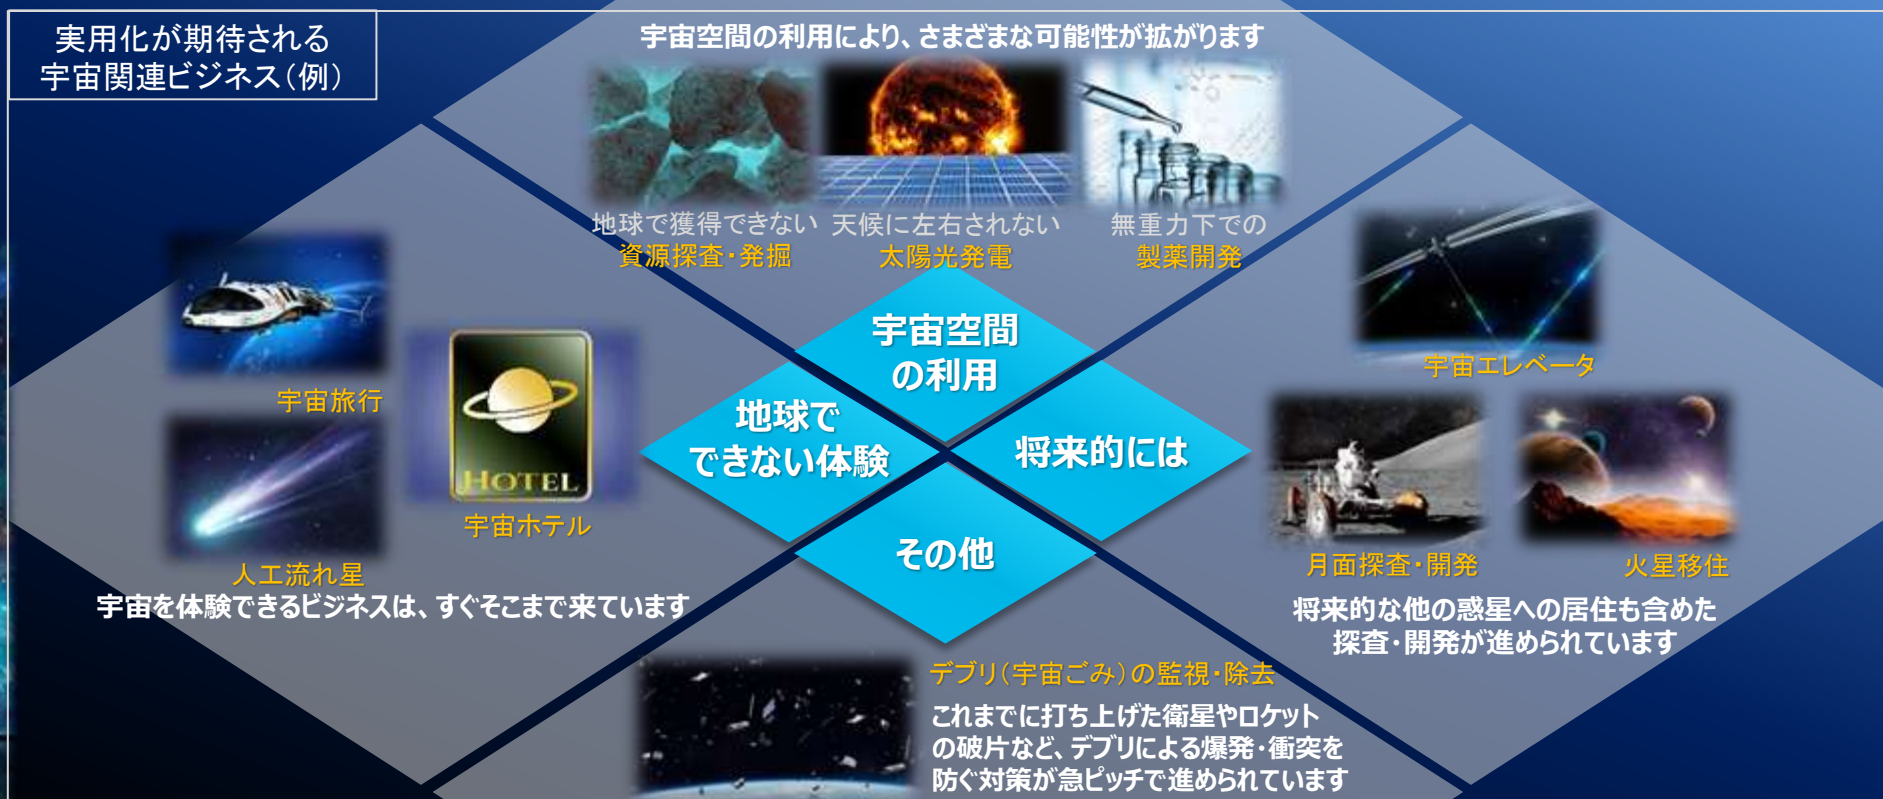 実用化が期待される
宇宙関連ビジネス(例)
宇宙空間の利用により、さまざまな可能性が拡がります
地球で獲得できない
資源探査・発掘
天候に左右されない
太陽光発電
無重力下での
製薬開発
宇宙空間
の利用
地球で
できない体験
宇宙旅行
HOTEL
宇宙ホテル
人工流れ星
宇宙を体験できるビジネスは、すぐそこまで来ています
将来的には
宇宙エレベータ
月面探査・開発
火星移住
将来的な他の惑星への居住も含めた
探査・開発が進められています
その他
デブリ(宇宙ごみ)の監視・除去
これまでに打ち上げた衛星やロケット
の破片など、デブリによる爆発・衝突を
防ぐ対策が急ピッチで進められています